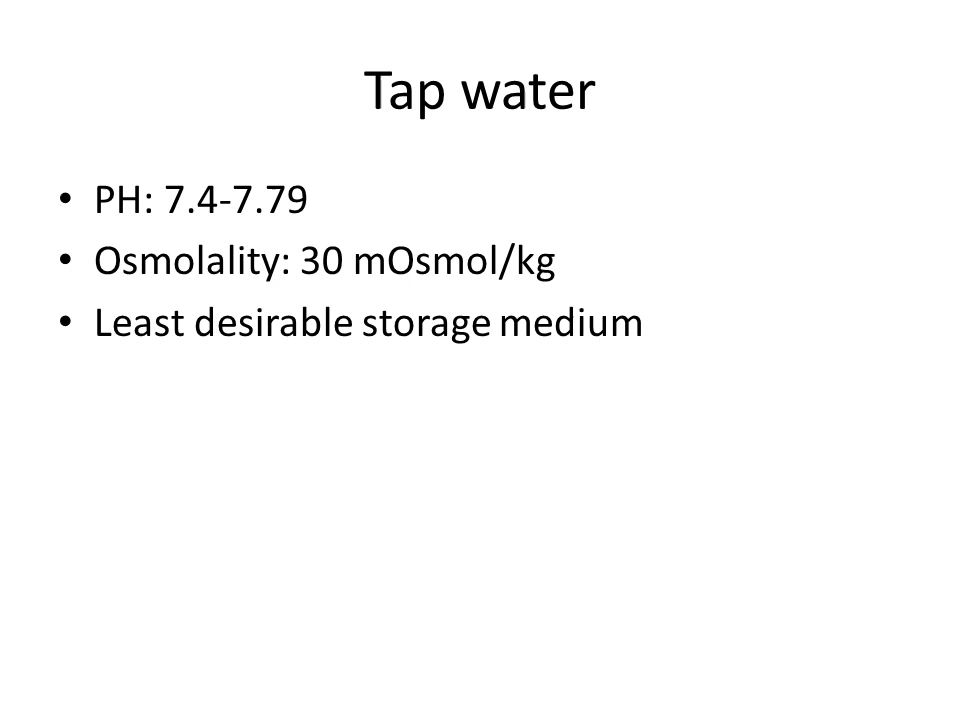 Tap water
• PH: 7.4-7.79
• Osmolality: 30 mOsmol/kg
• Least desirable storage medium